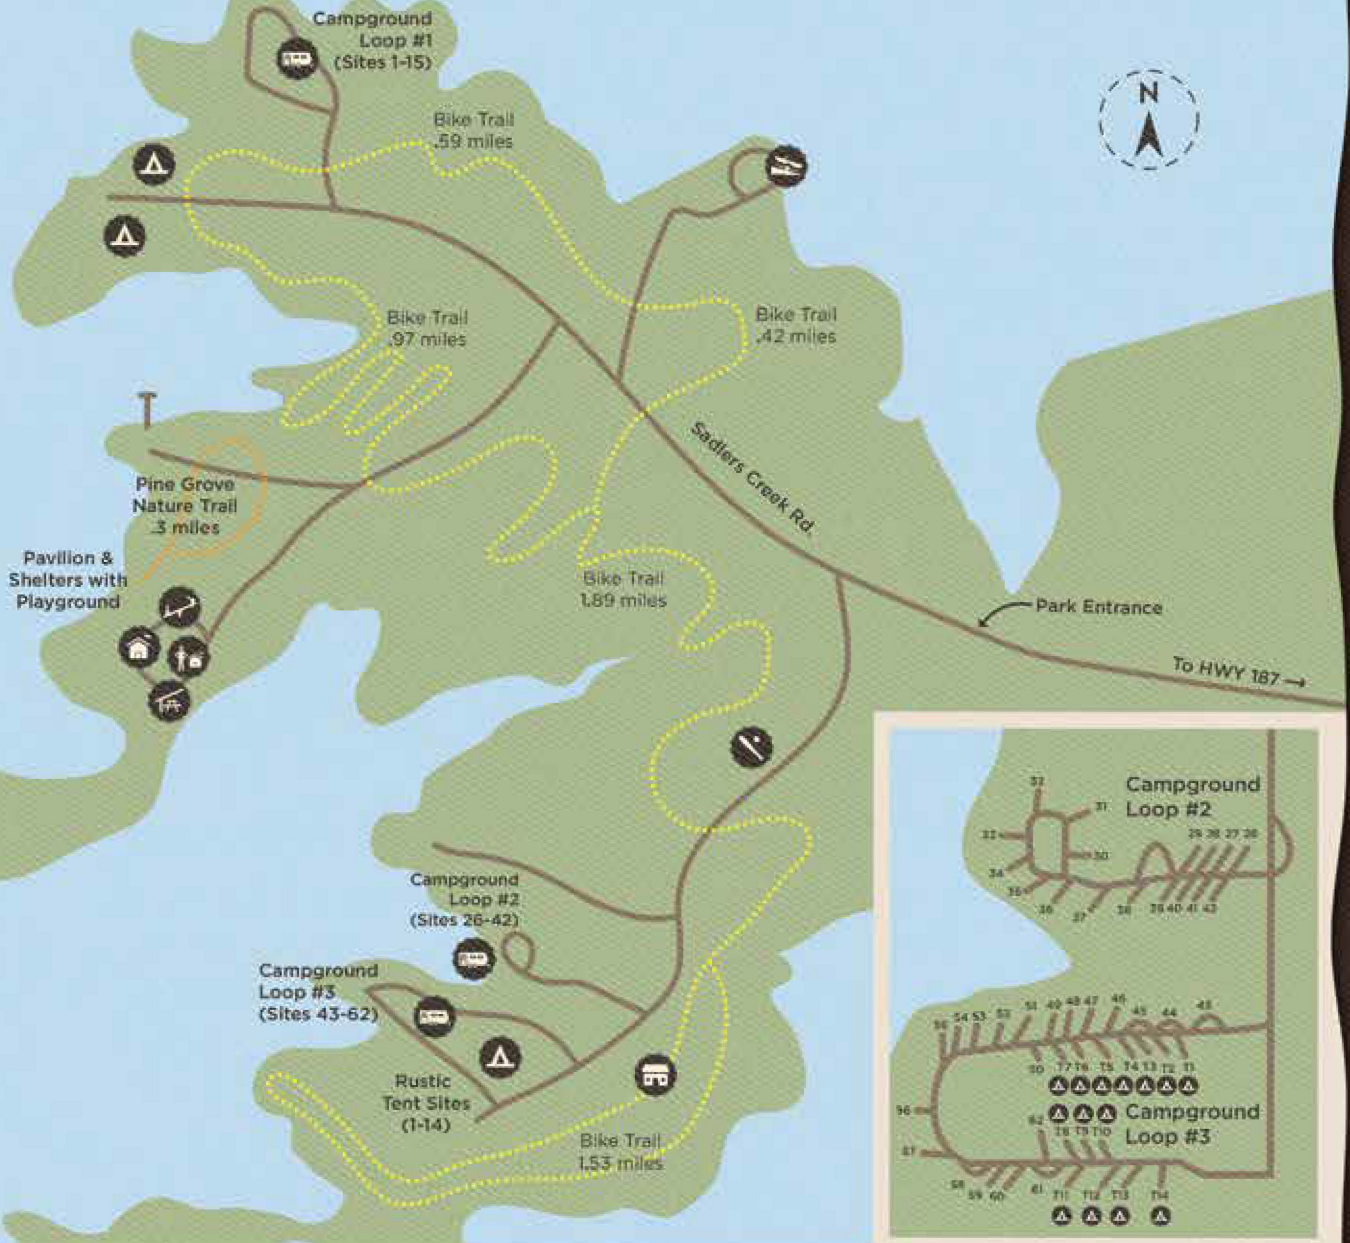 Campground
Loop #1
(Sites 1-15)
N
Bike Trail
.59 miles
Bike Trail
.97 miles
Bike Trail
.42 miles
Sadlers Creek Rd.
Pine Grove
Nature Trail
.3 miles
Pavilion &
Shelters with
Playground
Bike Trail
1.89 miles
Park Entrance
To HWY 187 →
Campground
Loop #2
(Sites 26-42)
Campground
Loop #3
(Sites 43-62)
Rustic
Tent Sites
(1-14)
Bike Trail
1.53 miles
Campground
Loop #2
31
30
29 28 27
34
35
36
37
38
39 40 41 42
54 53 52 51 49 48 47 46 45 44 43
50 T7 T6 T5 T4 T3 T2 T1
Campground
Loop #3
62
T8 T9 T10
56
57
58
59
60
61 T11 T12 T13 T14